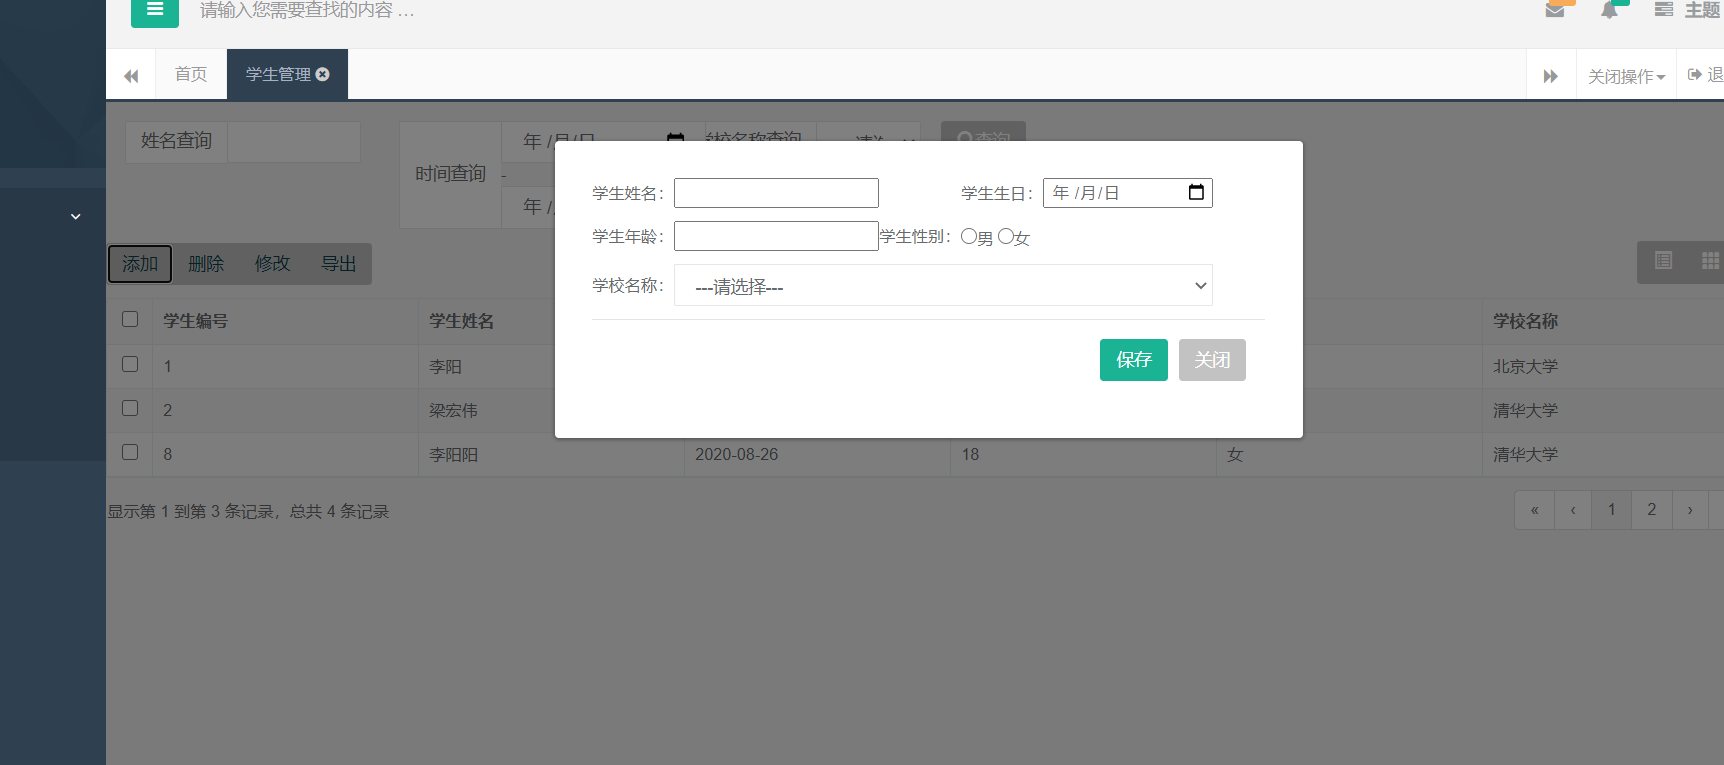 请输入您需要查找的内容 …
主题
首页
学生管理
关闭操作
退
姓名查询
时间查询
年 /月/日
-
年 /
校名称查询
查询
学生姓名：
学生生日：
年 /月/日
学生年龄：
学生性别：
男
女
学校名称：
---请选择---
保存
关闭
添加
删除
修改
导出
学生编号
学生姓名
学校名称
1
李阳
北京大学
2
梁宏伟
清华大学
8
李阳阳
2020-08-26
18
女
清华大学
显示第 1 到第 3 条记录，总共 4 条记录
«
‹
1
2
›